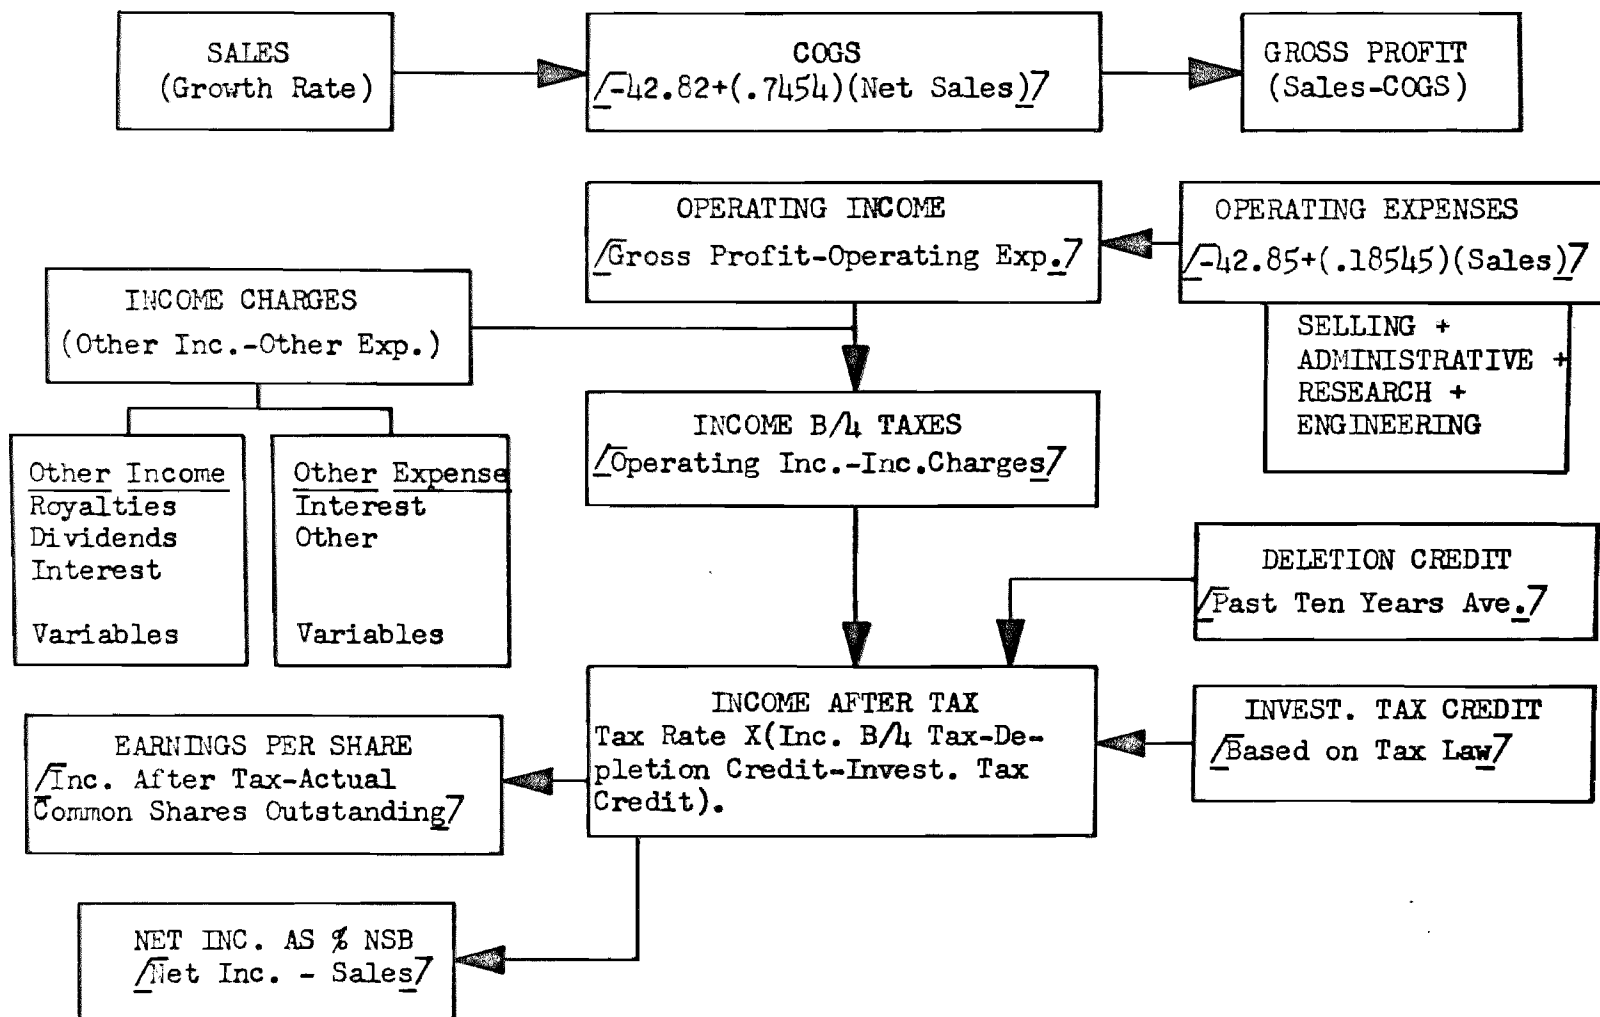 SALES
(Growth Rate)
COGS
/-42.82+(.7454)(Net Sales)7
GROSS PROFIT
(Sales-COGS)
OPERATING INCOME
/Gross Profit-Operating Exp.7
OPERATING EXPENSES
/-42.85+(.18545)(Sales)7
SELLING +
ADMINISTRATIVE +
RESEARCH +
ENGINEERING
INCOME CHARGES
(Other Inc.-Other Exp.)
Other Income
Royalties
Dividends
Interest
Variables
Other Expense
Interest
Other
Variables
INCOME B/4 TAXES
/Operating Inc.-Inc.Charges7
DELETION CREDIT
/Past Ten Years Ave.7
INCOME AFTER TAX
Tax Rate X(Inc. B/4 Tax-De-
pletion Credit-Invest. Tax
Credit).
INVEST. TAX CREDIT
/Based on Tax Law7
EARNINGS PER SHARE
/Inc. After Tax-Actual
Common Shares Outstanding7
NET INC. AS % NSB
/Net Inc. - Sales7